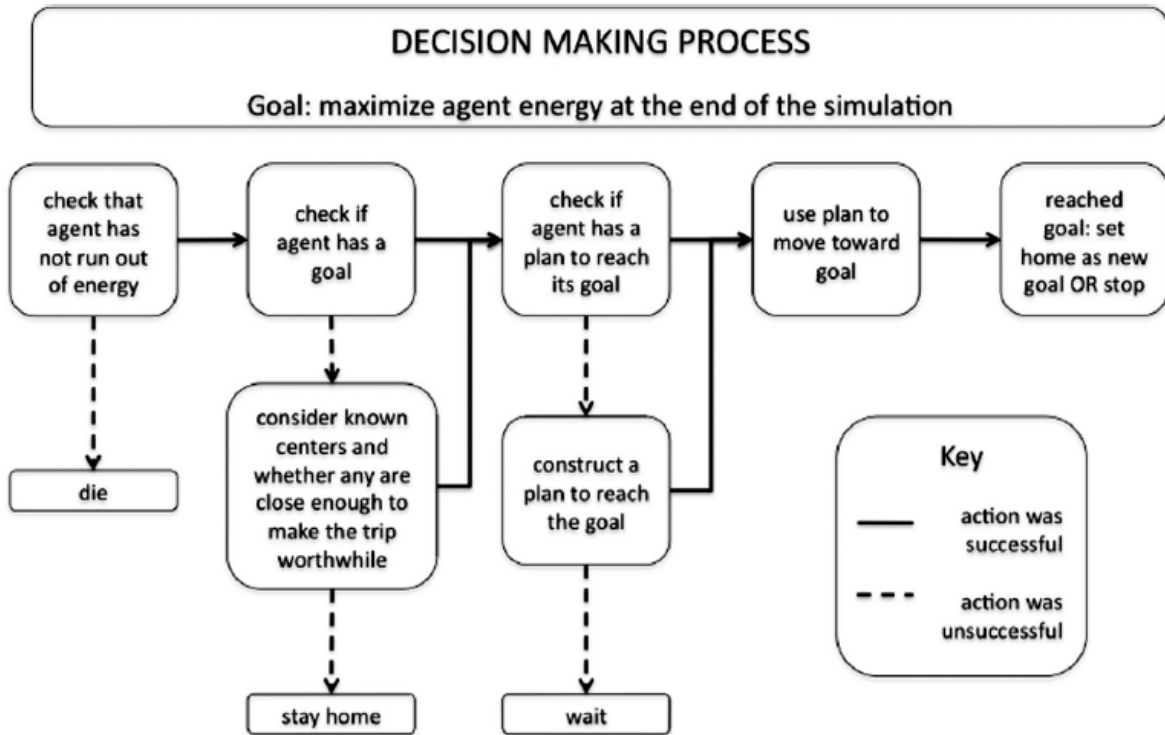 DECISION MAKING PROCESS
Goal: maximize agent energy at the end of the simulation
check that
agent has
not run out
of energy
check if
agent has a
goal
check if
agent has a
plan to reach
its goal
use plan to
move toward
goal
reached
goal: set
home as new
goal OR stop
die
consider known
centers and
whether any are
close enough to
make the trip
worthwhile
construct a
plan to reach
the goal
stay home
wait
Key
action was
successful
action was
unsuccessful